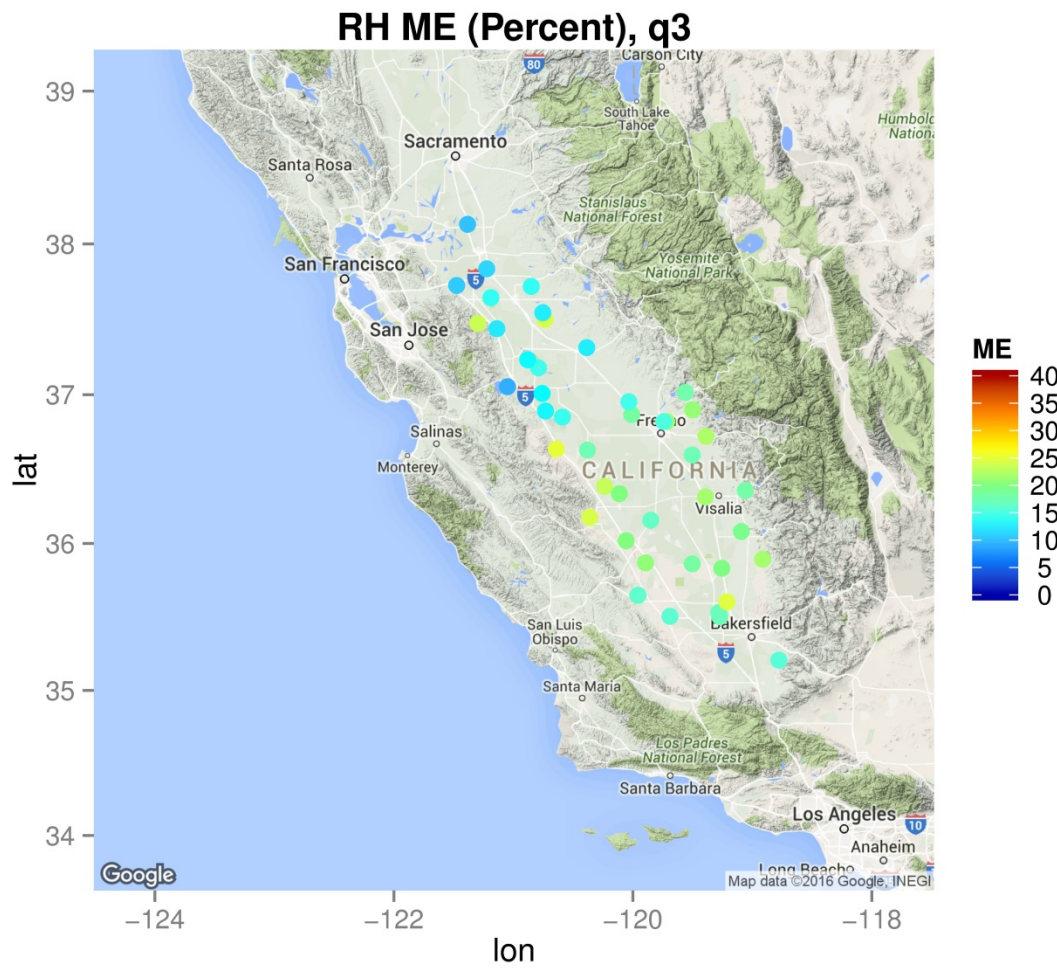 RH ME (Percent), q3
39
38
37
36
35
34
lat
−124
−122
−120
−118
lon
80
Carson City
South Lake
Tahoe
Sacramento
Santa Rosa
Stanislaus
National Forest
San Francisco
Yosemite
National Park
5
San Jose
5
Salinas
Monterey
Fresno
CALIFORNIA
Visalia
Bakersfield
5
San Luis
Obispo
Santa Maria
Los Padres
National Forest
Santa Barbara
Los Angeles
10
Anaheim
Long Beach
Google
Map data ©2016 Google, INEGI
ME
40
35
30
25
20
15
10
5
0